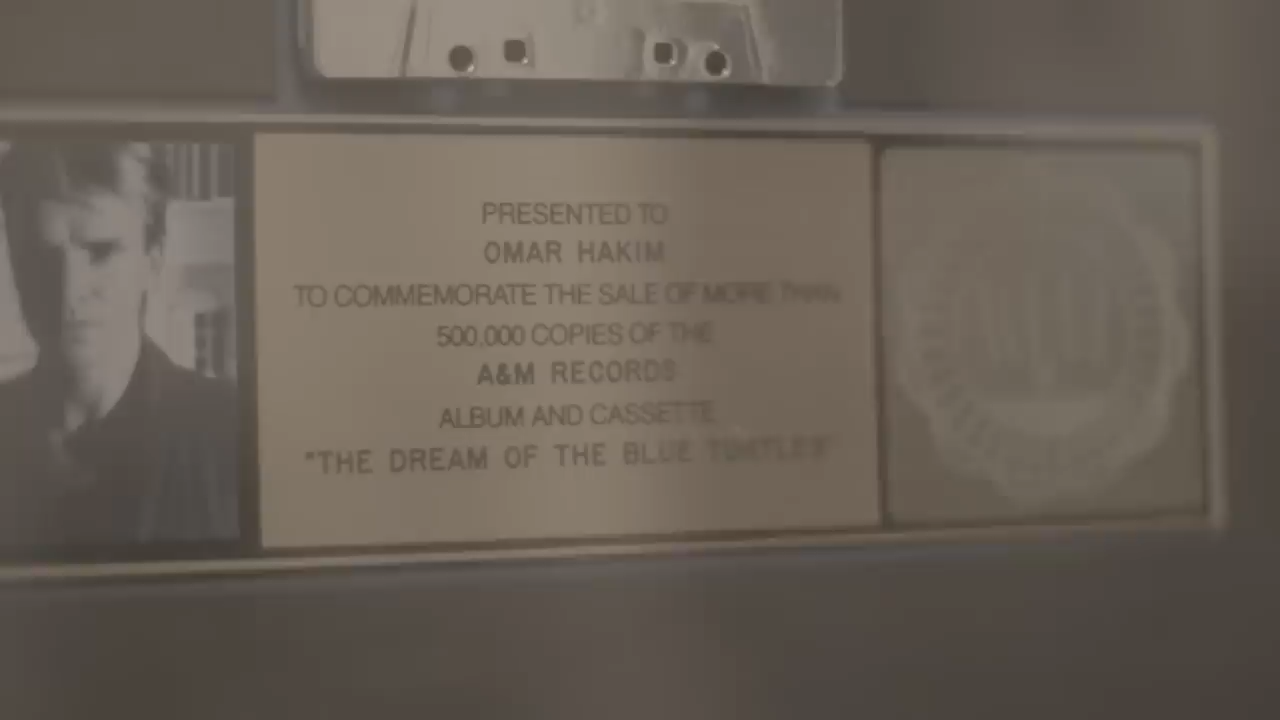 PRESENTED TO
OMAR HAKIM
TO COMMEMORATE THE SALE OF MORE THAN
500,000 COPIES OF THE
A&M RECORDS
ALBUM AND CASSETTE
"THE DREAM OF THE BLUE TURTLES"